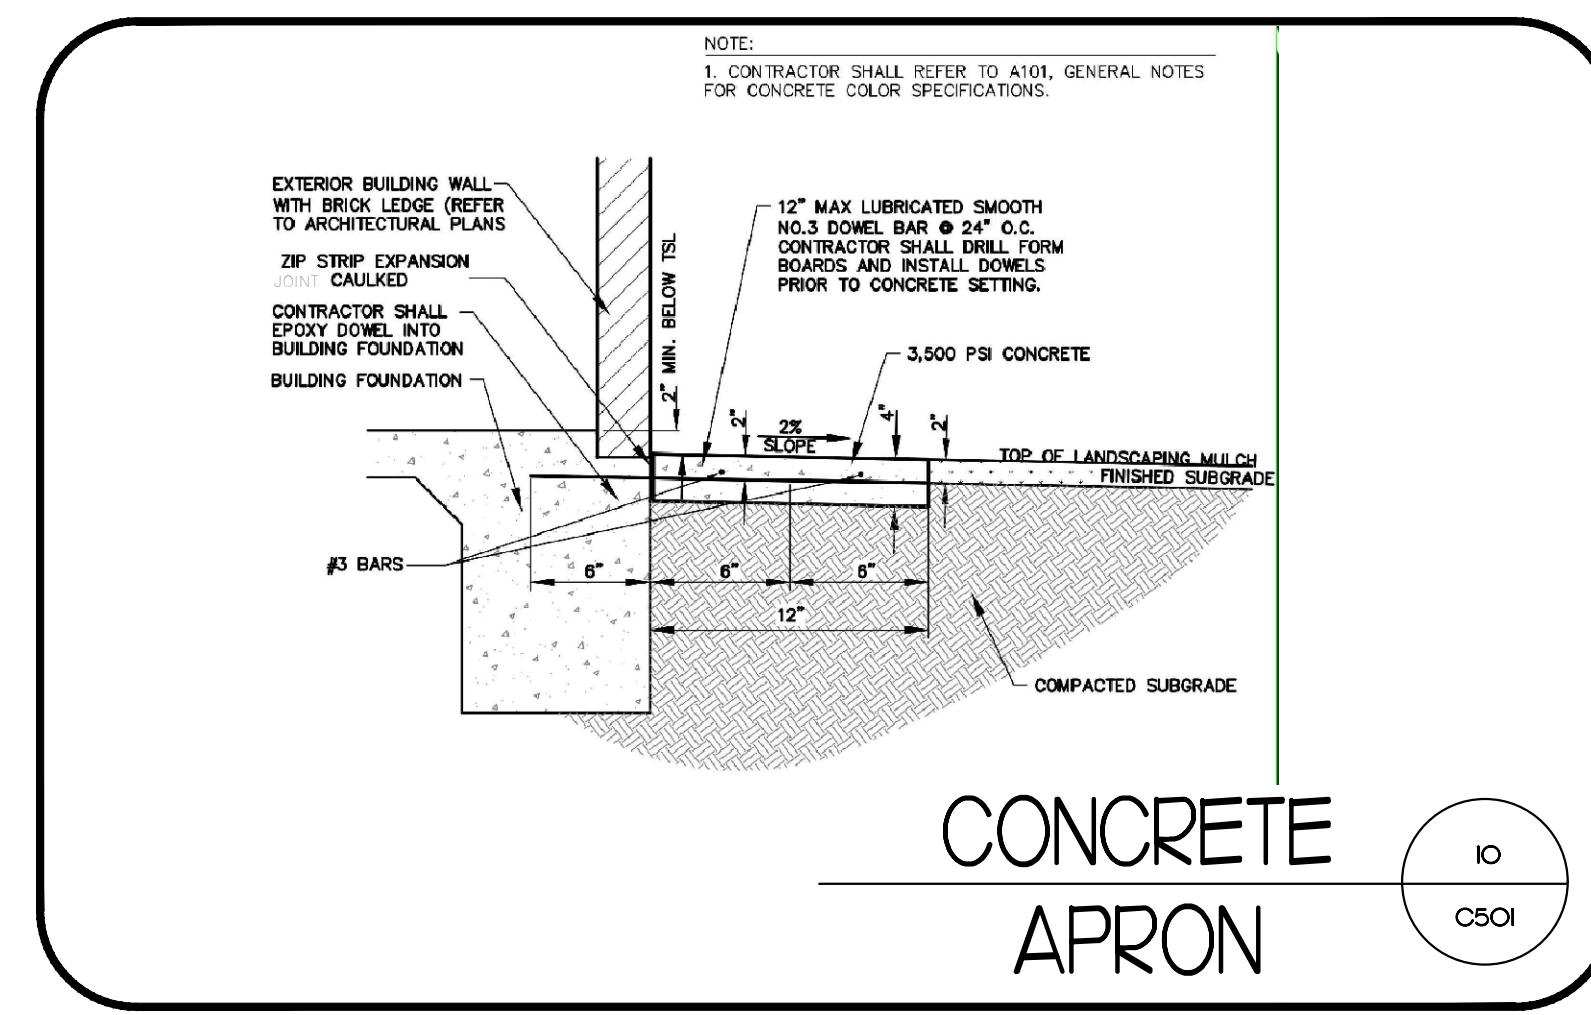 NOTE:
1. CONTRACTOR SHALL REFER TO A101, GENERAL NOTES
FOR CONCRETE COLOR SPECIFICATIONS.
EXTERIOR BUILDING WALL
WITH BRICK LEDGE (REFER
TO ARCHITECTURAL PLANS
ZIP STRIP EXPANSION
JOINT CAULKED
CONTRACTOR SHALL
EPOXY DOWEL INTO
BUILDING FOUNDATION
BUILDING FOUNDATION
#3 BARS
2" MIN. BELOW TSL
12" MAX LUBRICATED SMOOTH
NO.3 DOWEL BAR @ 24" O.C.
CONTRACTOR SHALL DRILL FORM
BOARDS AND INSTALL DOWELS
PRIOR TO CONCRETE SETTING.
3,500 PSI CONCRETE
2"
2%
SLOPE
4"
2"
TOP OF LANDSCAPING MULCH
FINISHED SUBGRADE
6"
6"
6"
12"
COMPACTED SUBGRADE
CONCRETE
APRON
10
C501